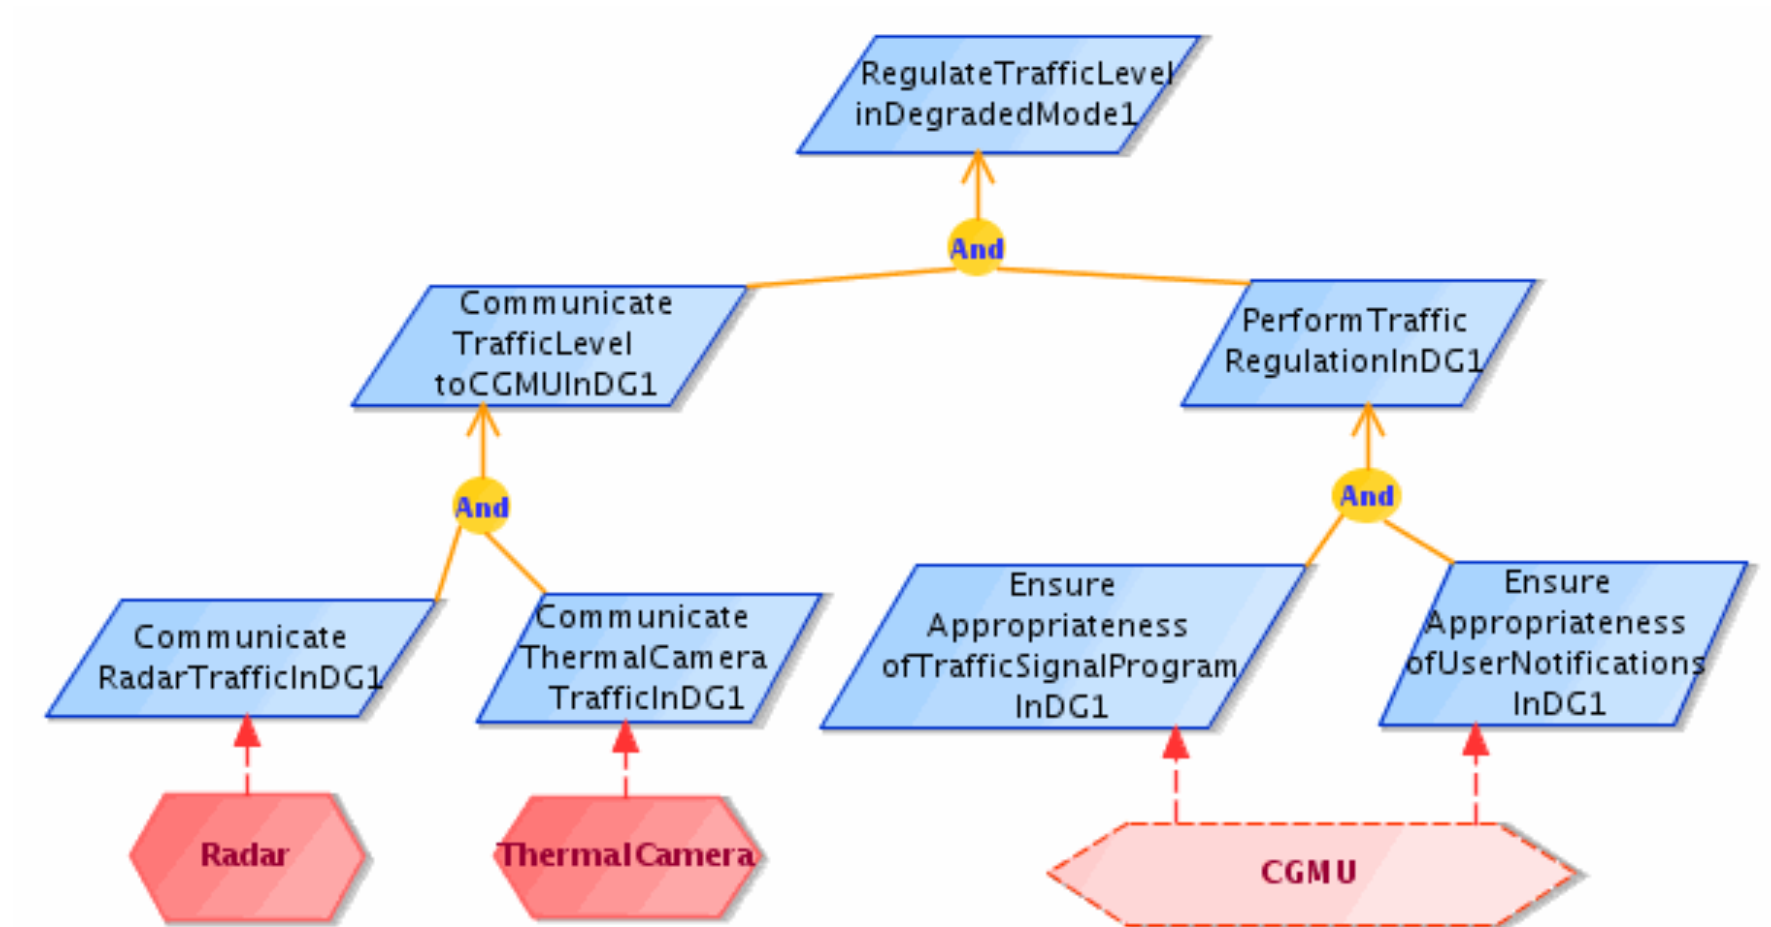 RegulateTrafficLevel
inDegradedMode1
And
Communicate
TrafficLevel
toCGMUInDG1
PerformTraffic
RegulationInDG1
And
And
Communicate
RadarTrafficInDG1
Communicate
ThermalCamera
TrafficInDG1
Ensure
Appropriateness
ofTrafficSignalProgram
InDG1
Ensure
Appropriateness
ofUserNotifications
InDG1
Radar
ThermalCamera
CGMU